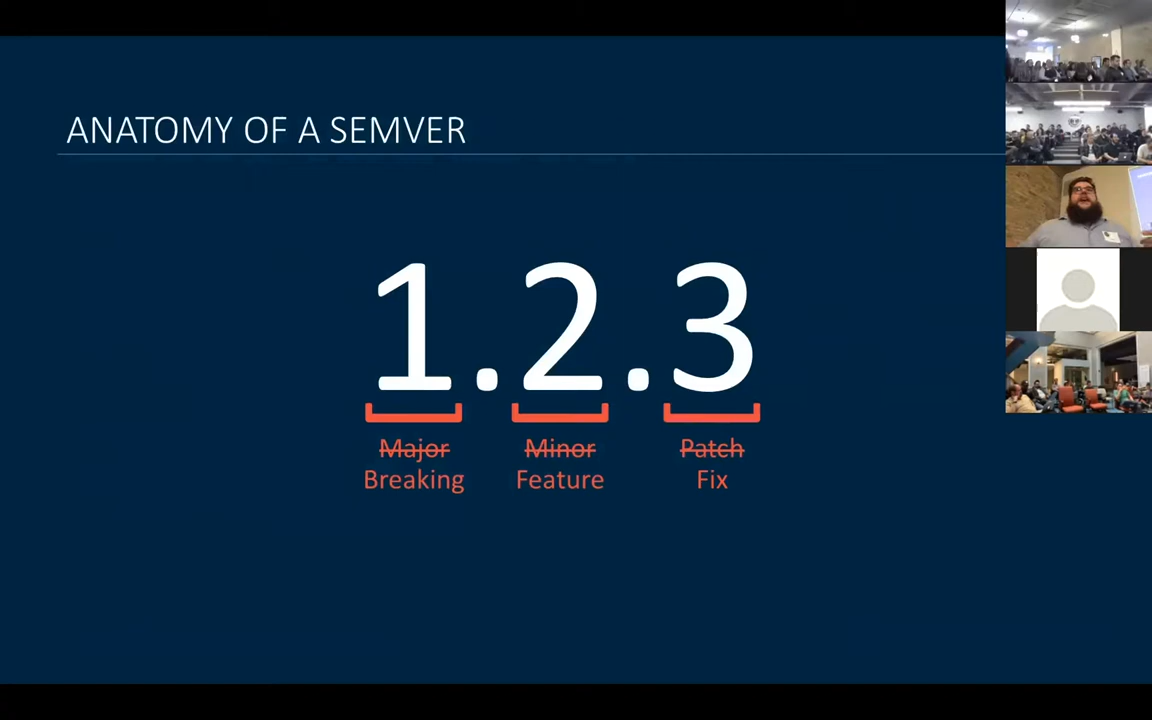 ANATOMY OF A SEMVER
1.2.3
Major Minor Patch
Breaking Feature Fix